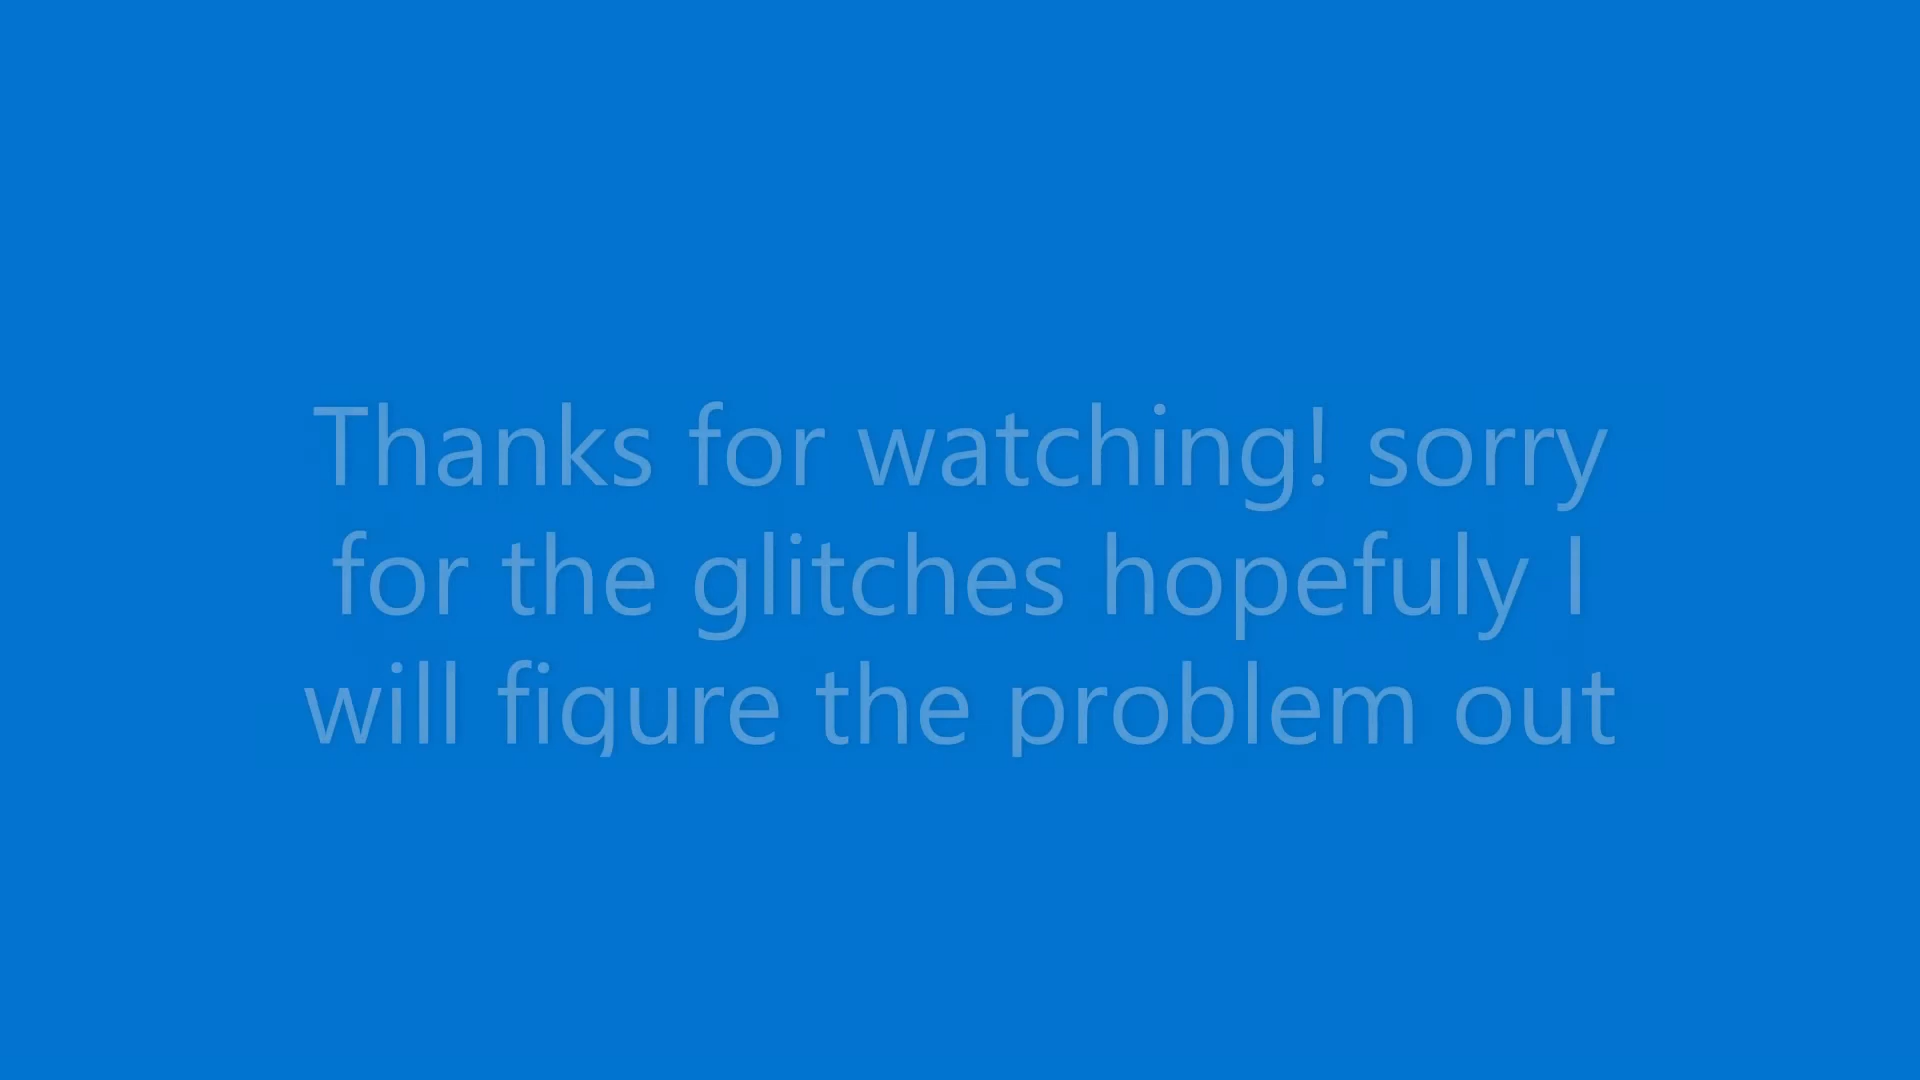 Thanks for watching! sorry
for the glitches hopefuly I
will figure the problem out